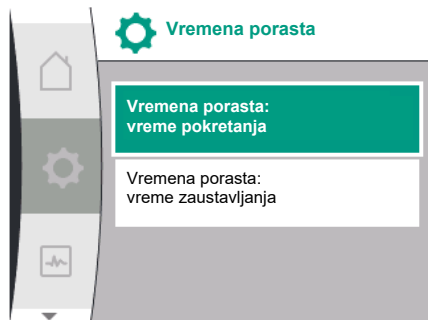 Vremena porasta
Vremena porasta:
vreme pokretanja
Vremena porasta:
vreme zaustavljanja